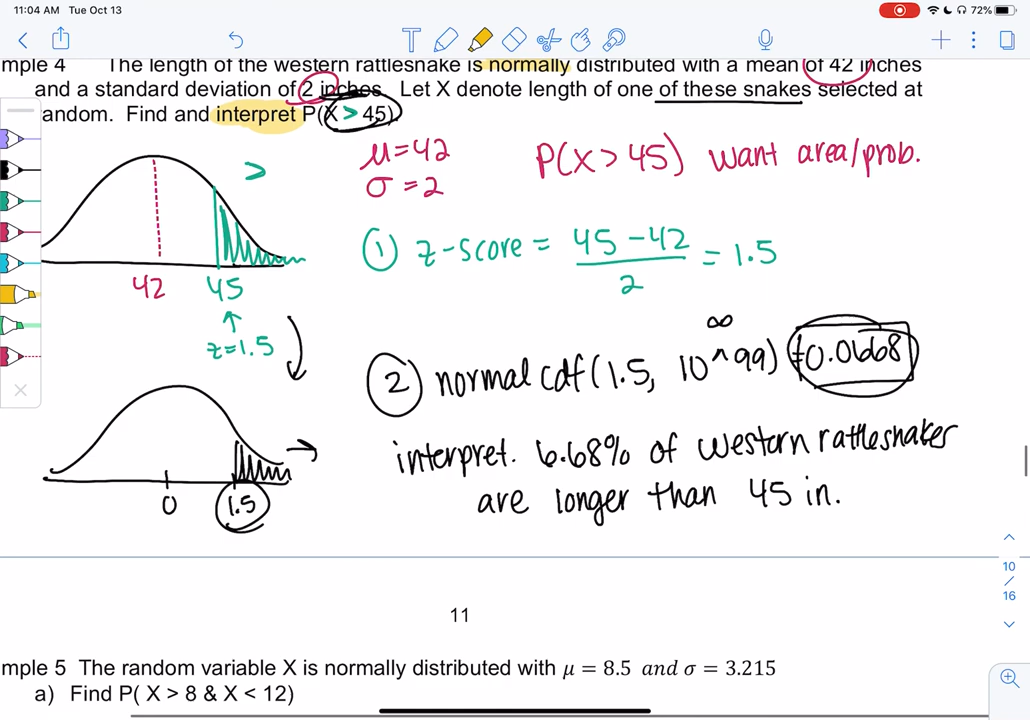 11:04 AM Tue Oct 13
72%
mple 4 The length of the western rattlesnake is normally distributed with a mean of 42 inches
and a standard deviation of 2 inches. Let X denote length of one of these snakes selected at
andom. Find and interpret P(X > 45)
>
μ=42
σ=2
P(X > 45) want area/prob.
① z-score = 45-42 / 2 = 1.5
42
45
↑
z=1.5
∞
② normal cdf(1.5, 10^99) = 0.0668
interpret. 6.68% of western rattlesnakes
are longer than 45 in.
0
1.5
10
/
16
11
mple 5 The random variable X is normally distributed with μ = 8.5 and σ = 3.215
a) Find P( X > 8 & X < 12)